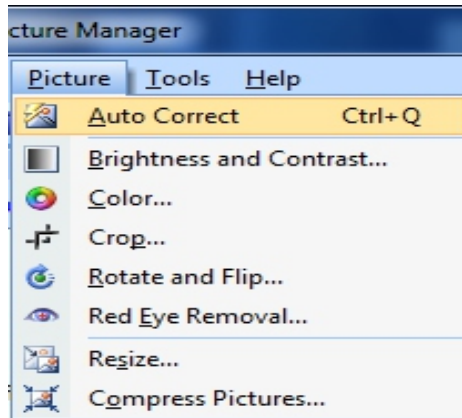 cture Manager
Picture Tools Help
Auto Correct Ctrl+Q
Brightness and Contrast...
Color...
Crop...
Rotate and Flip...
Red Eye Removal...
Resize...
Compress Pictures...